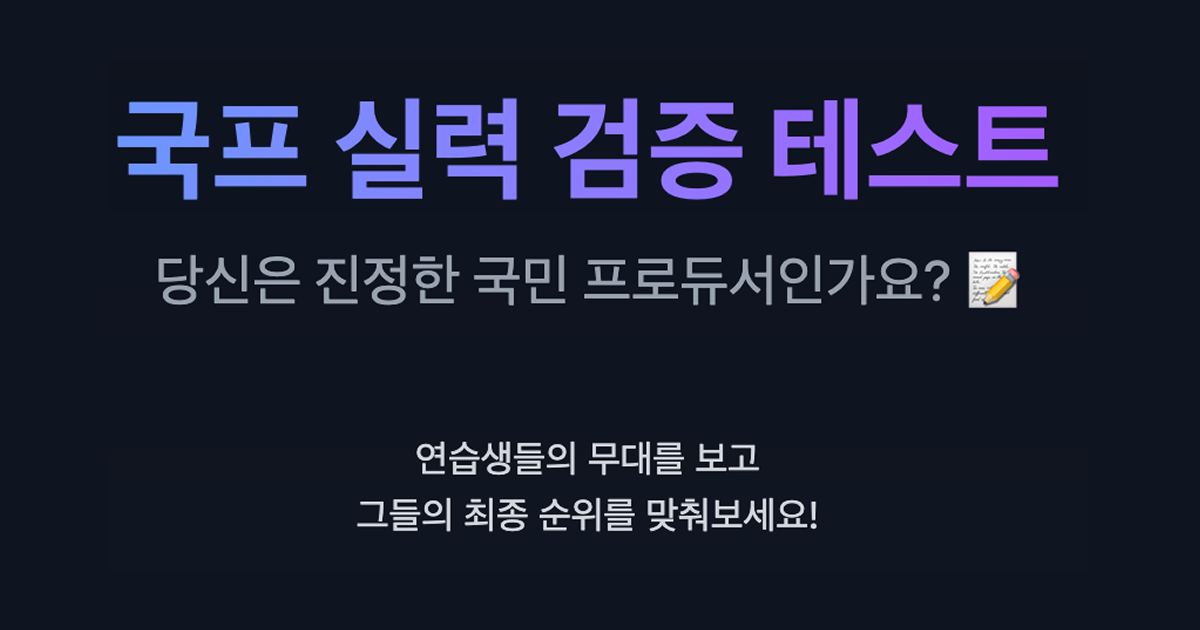 국프 실력 검증 테스트
당신은 진정한 국민 프로듀서인가요? 📝
연습생들의 무대를 보고
그들의 최종 순위를 맞춰보세요!